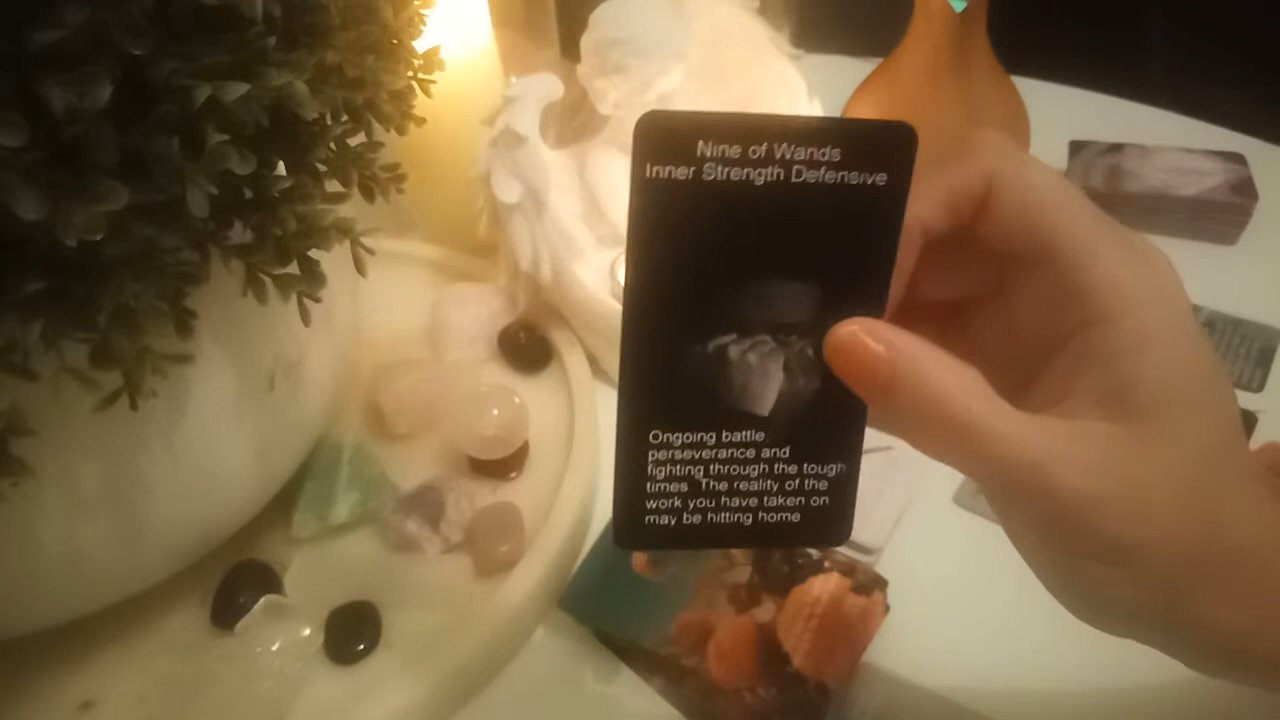 Nine of Wands
Inner Strength Defensive
Ongoing battle
perseverance and
fighting through the tough
times The reality of the
work you have taken on
may be hitting home